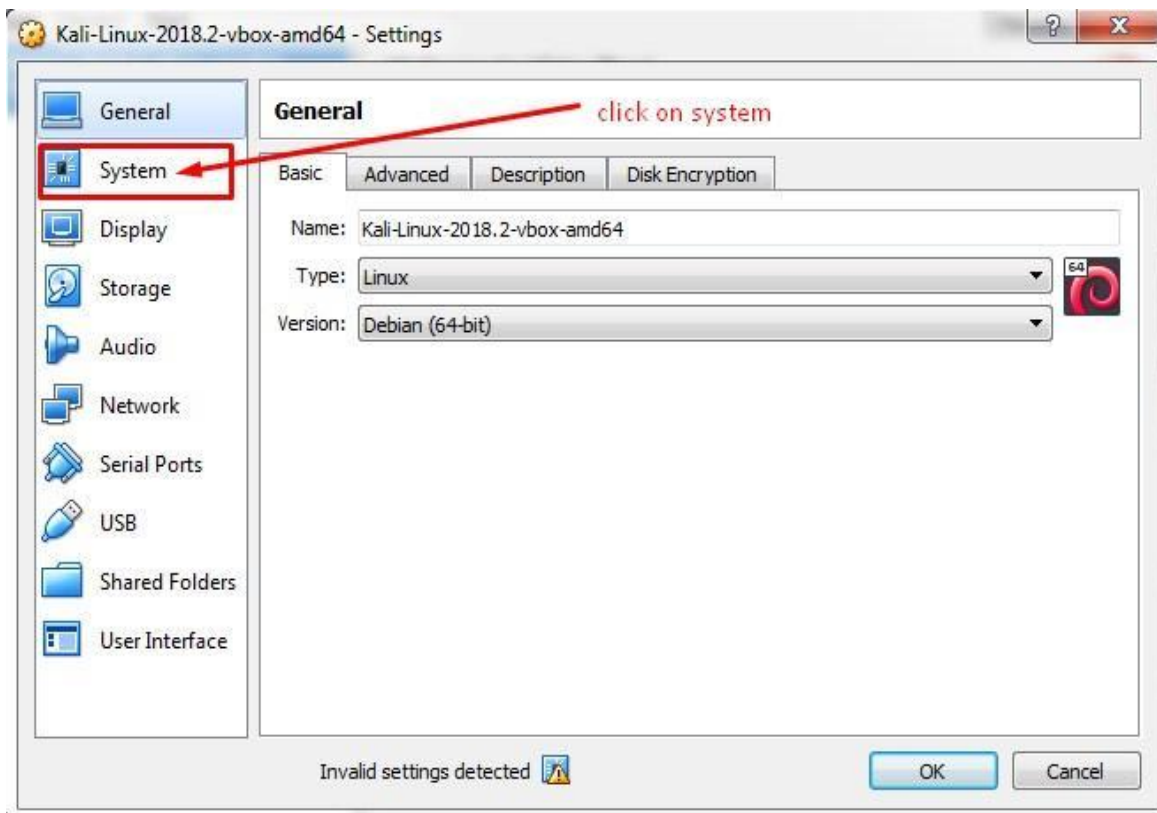 Kali-Linux-2018.2-vbox-amd64 - Settings
General
System
Display
Storage
Audio
Network
Serial Ports
USB
Shared Folders
User Interface
General
click on system
Basic Advanced Description Disk Encryption
Name: Kali-Linux-2018.2-vbox-amd64
Type: Linux
64
Version: Debian (64-bit)
Invalid settings detected
OK Cancel